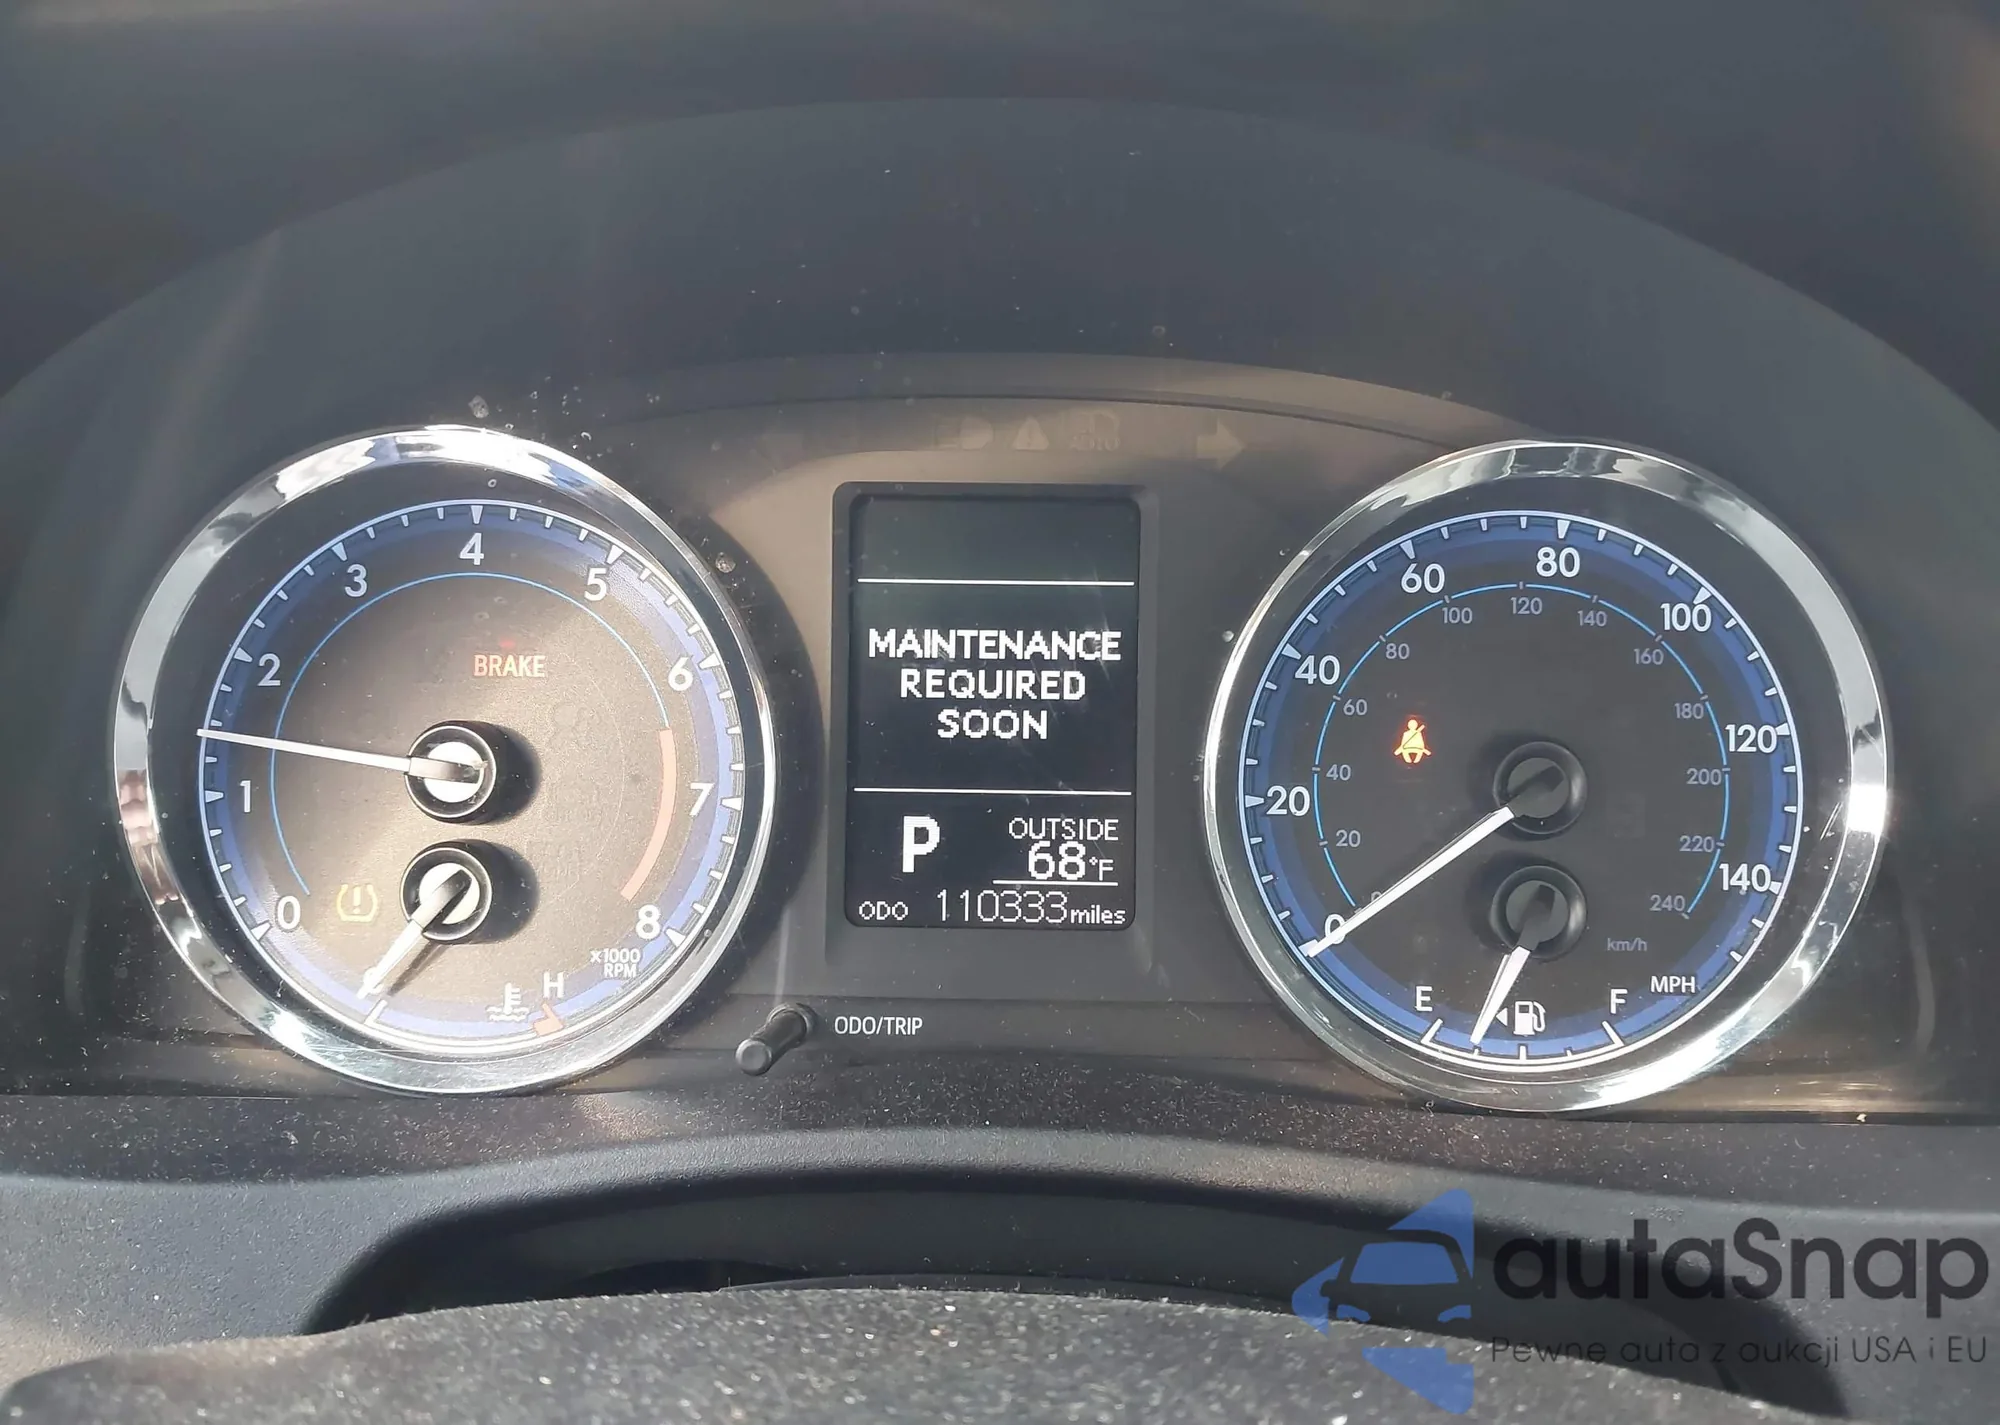 AUTO
0
1
2
3
4
5
6
7
8
BRAKE
x1000
RPM
H
MAINTENANCE
REQUIRED
SOON
P
OUTSIDE
68°F
ODO 110333 miles
ODO/TRIP
0
20
40
60
80
100
120
140
MPH
20
40
60
80
100
120
140
160
180
200
220
240
km/h
E
F
autaSnap
Pewne auta z aukcji USA i EU